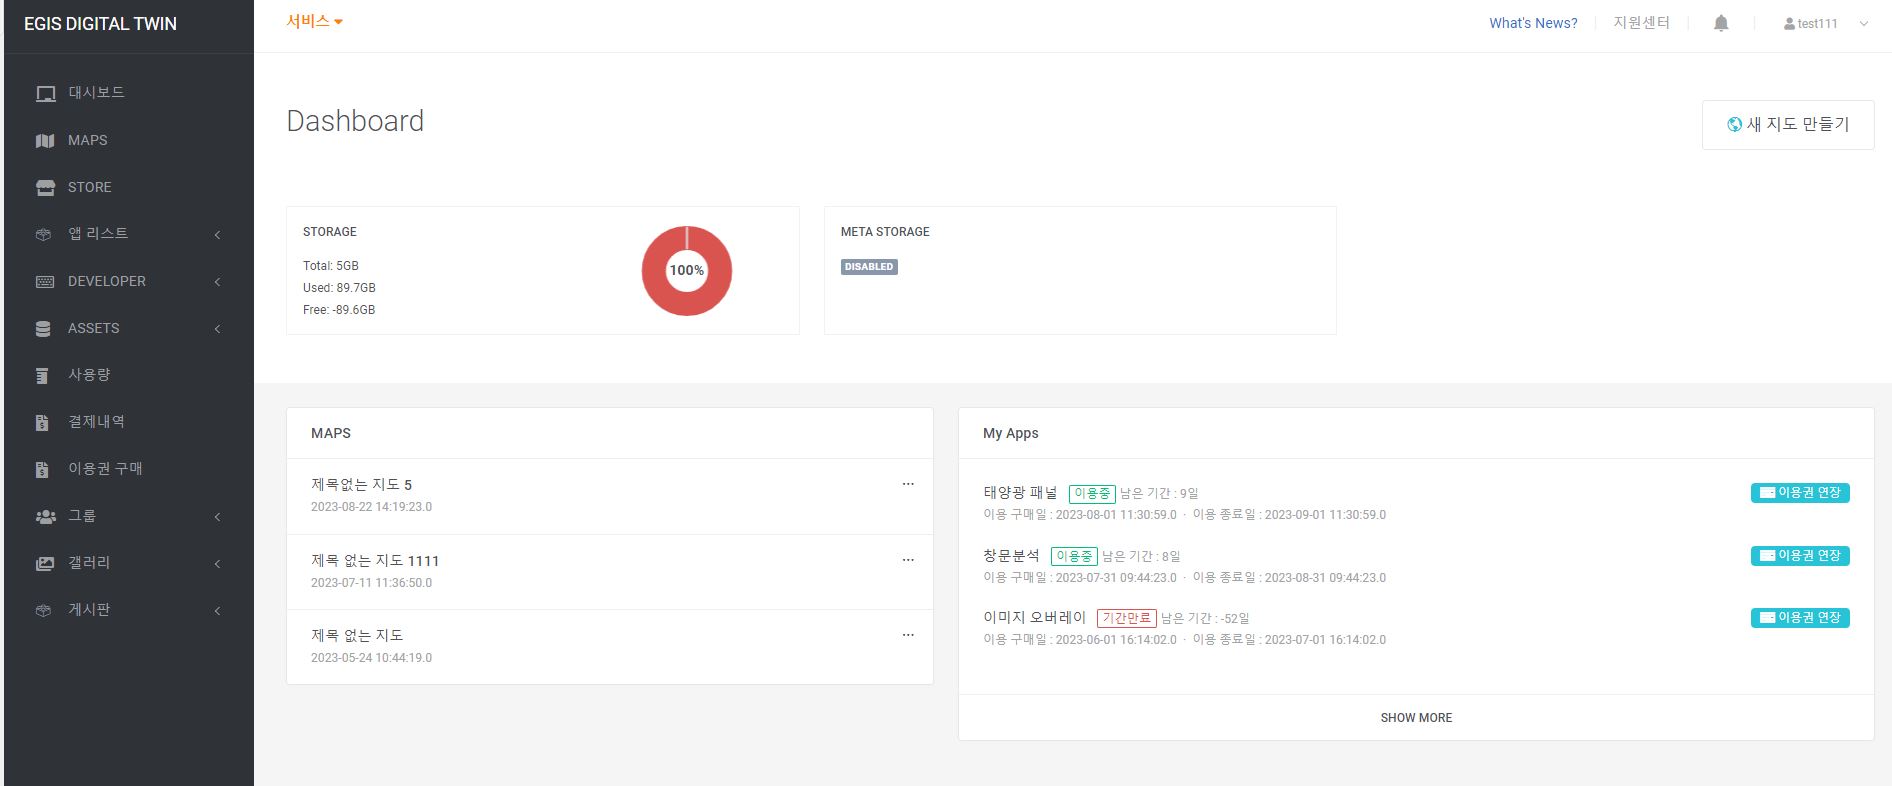 EGIS DIGITAL TWIN
서비스
What's News?
지원센터
test111
대시보드
MAPS
STORE
앱 리스트
DEVELOPER
ASSETS
사용량
결제내역
이용권 구매
그룹
갤러리
게시판
Dashboard
새 지도 만들기
STORAGE
Total: 5GB
Used: 89.7GB
Free: -89.6GB
100%
META STORAGE
DISABLED
MAPS
제목없는 지도 5
2023-08-22 14:19:23.0
제목 없는 지도 1111
2023-07-11 11:36:50.0
제목 없는 지도
2023-05-24 10:44:19.0
My Apps
태양광 패널 이용중 남은 기간 : 9일
이용권 연장
이용 구매일 : 2023-08-01 11:30:59.0 · 이용 종료일 : 2023-09-01 11:30:59.0
창문분석 이용중 남은 기간 : 8일
이용권 연장
이용 구매일 : 2023-07-31 09:44:23.0 · 이용 종료일 : 2023-08-31 09:44:23.0
이미지 오버레이 기간만료 남은 기간 : -52일
이용권 연장
이용 구매일 : 2023-06-01 16:14:02.0 · 이용 종료일 : 2023-07-01 16:14:02.0
SHOW MORE